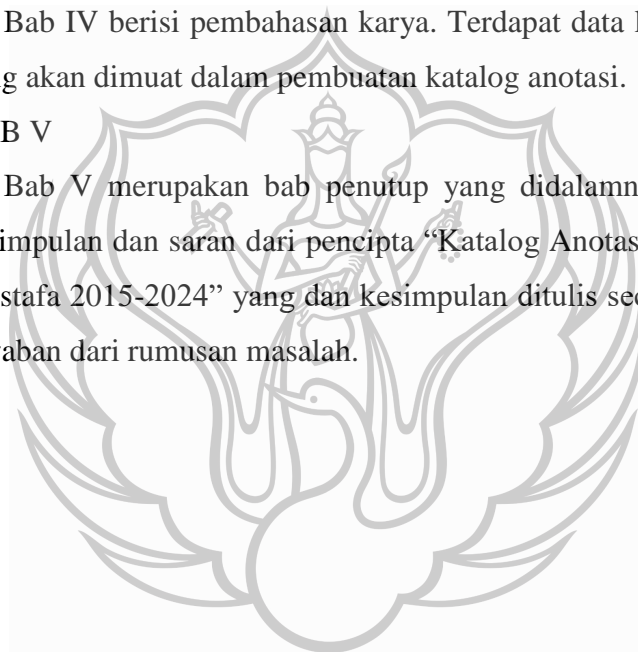 Bab IV berisi pembahasan karya. Terdapat data
g akan dimuat dalam pembuatan katalog anotasi.
B V
Bab V merupakan bab penutup yang didalamn
impulan dan saran dari pencipta “Katalog Anotas
stafa 2015-2024” yang dan kesimpulan ditulis sec
vaban dari rumusan masalah.